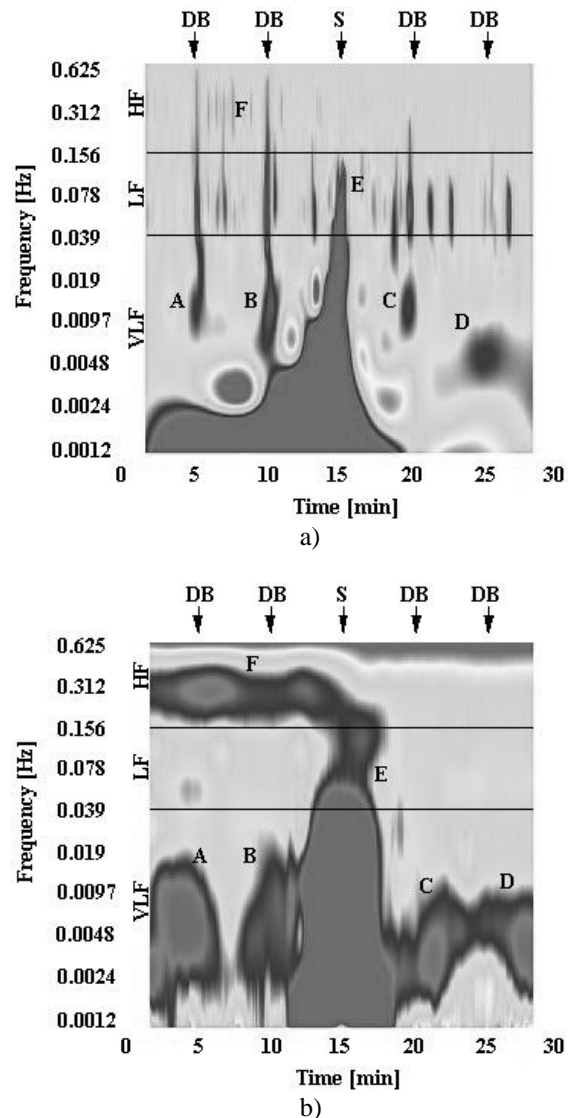 DB DB S DB DB
0.625
0.312
0.156
0.078
0.039
0.019
0.0097
0.0048
0.0024
0.0012
Frequency [Hz]
HF
LF
VLF
F
E
A B C
D
0 5 10 15 20 25 30
Time [min]
a)
DB DB S DB DB
0.625
0.312
0.156
0.078
0.039
0.019
0.0097
0.0048
0.0024
0.0012
Frequency [Hz]
HF
LF
VLF
F
E
A B
C D
0 5 10 15 20 25 30
Time [min]
b)